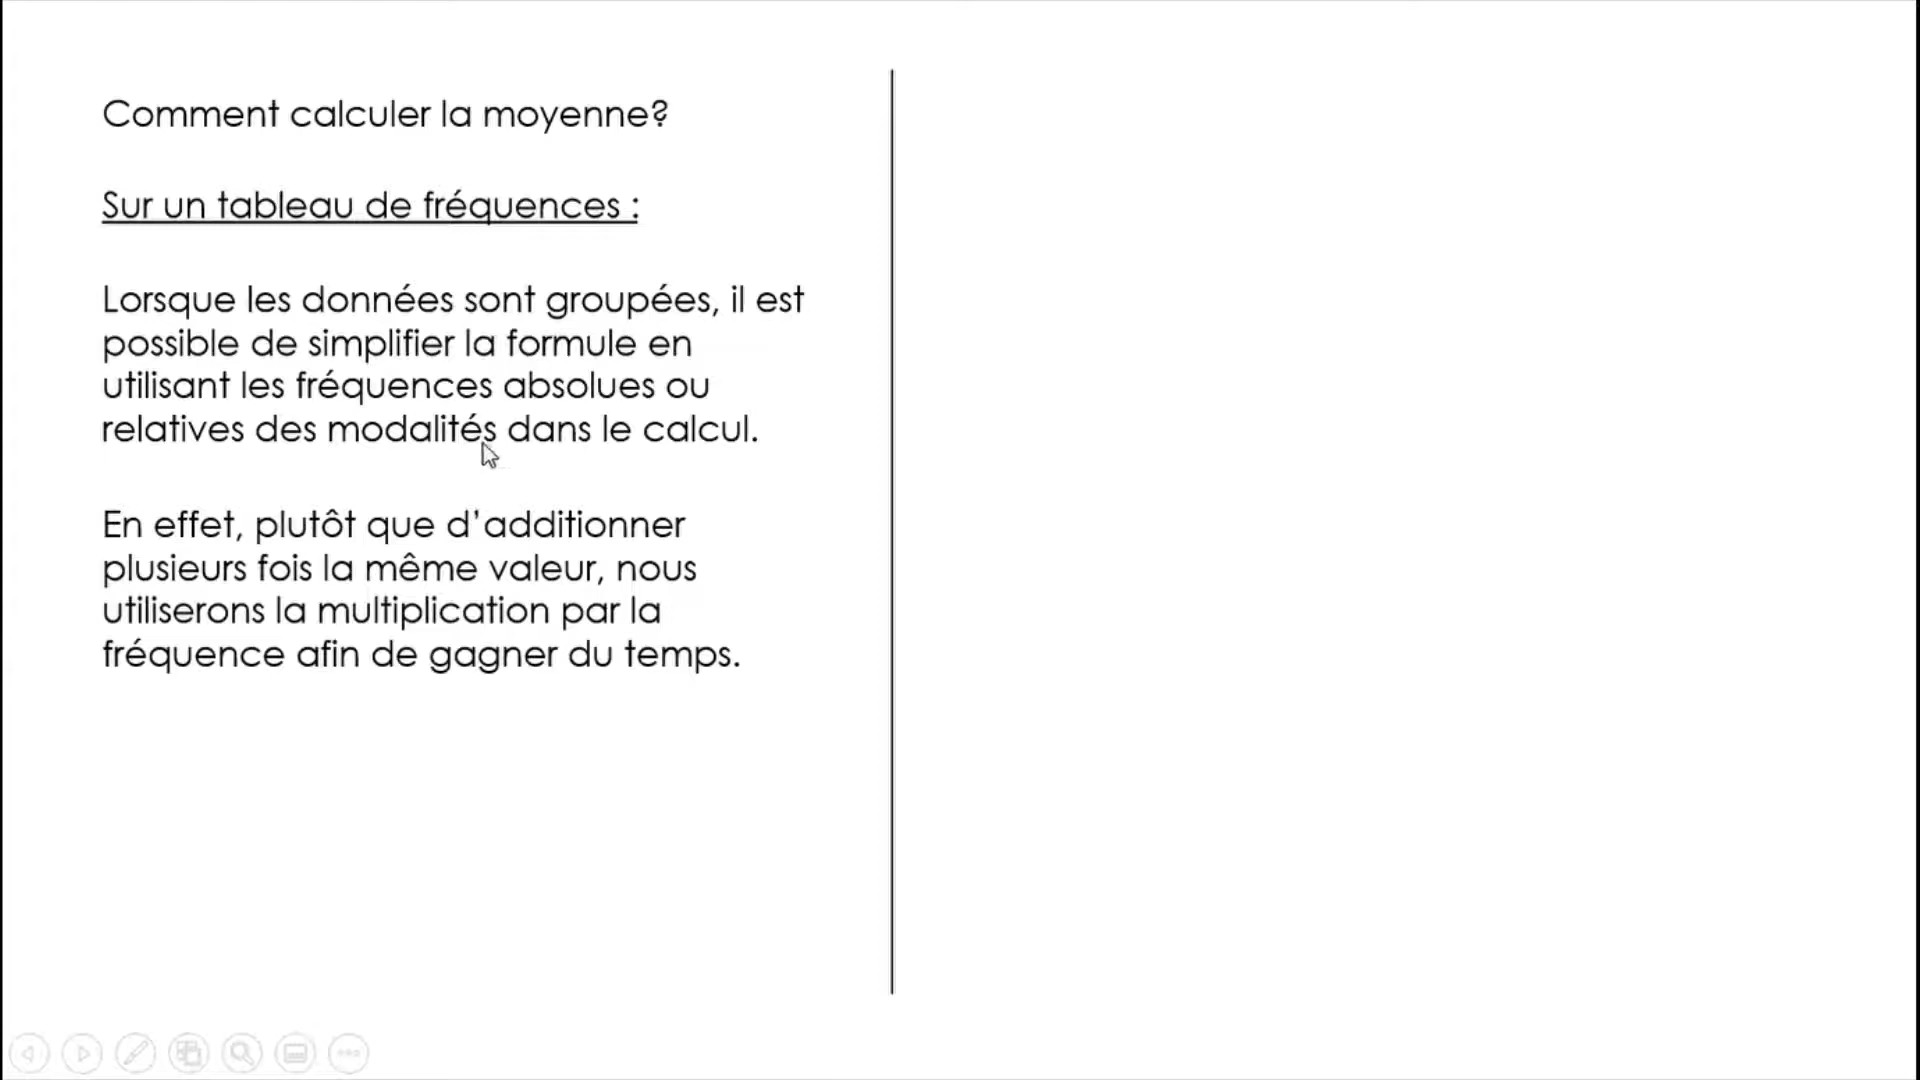 Comment calculer la moyenne?
Sur un tableau de fréquences :
Lorsque les données sont groupées, il est
possible de simplifier la formule en
utilisant les fréquences absolues ou
relatives des modalités dans le calcul.
En effet, plutôt que d’additionner
plusieurs fois la même valeur, nous
utiliserons la multiplication par la
fréquence afin de gagner du temps.